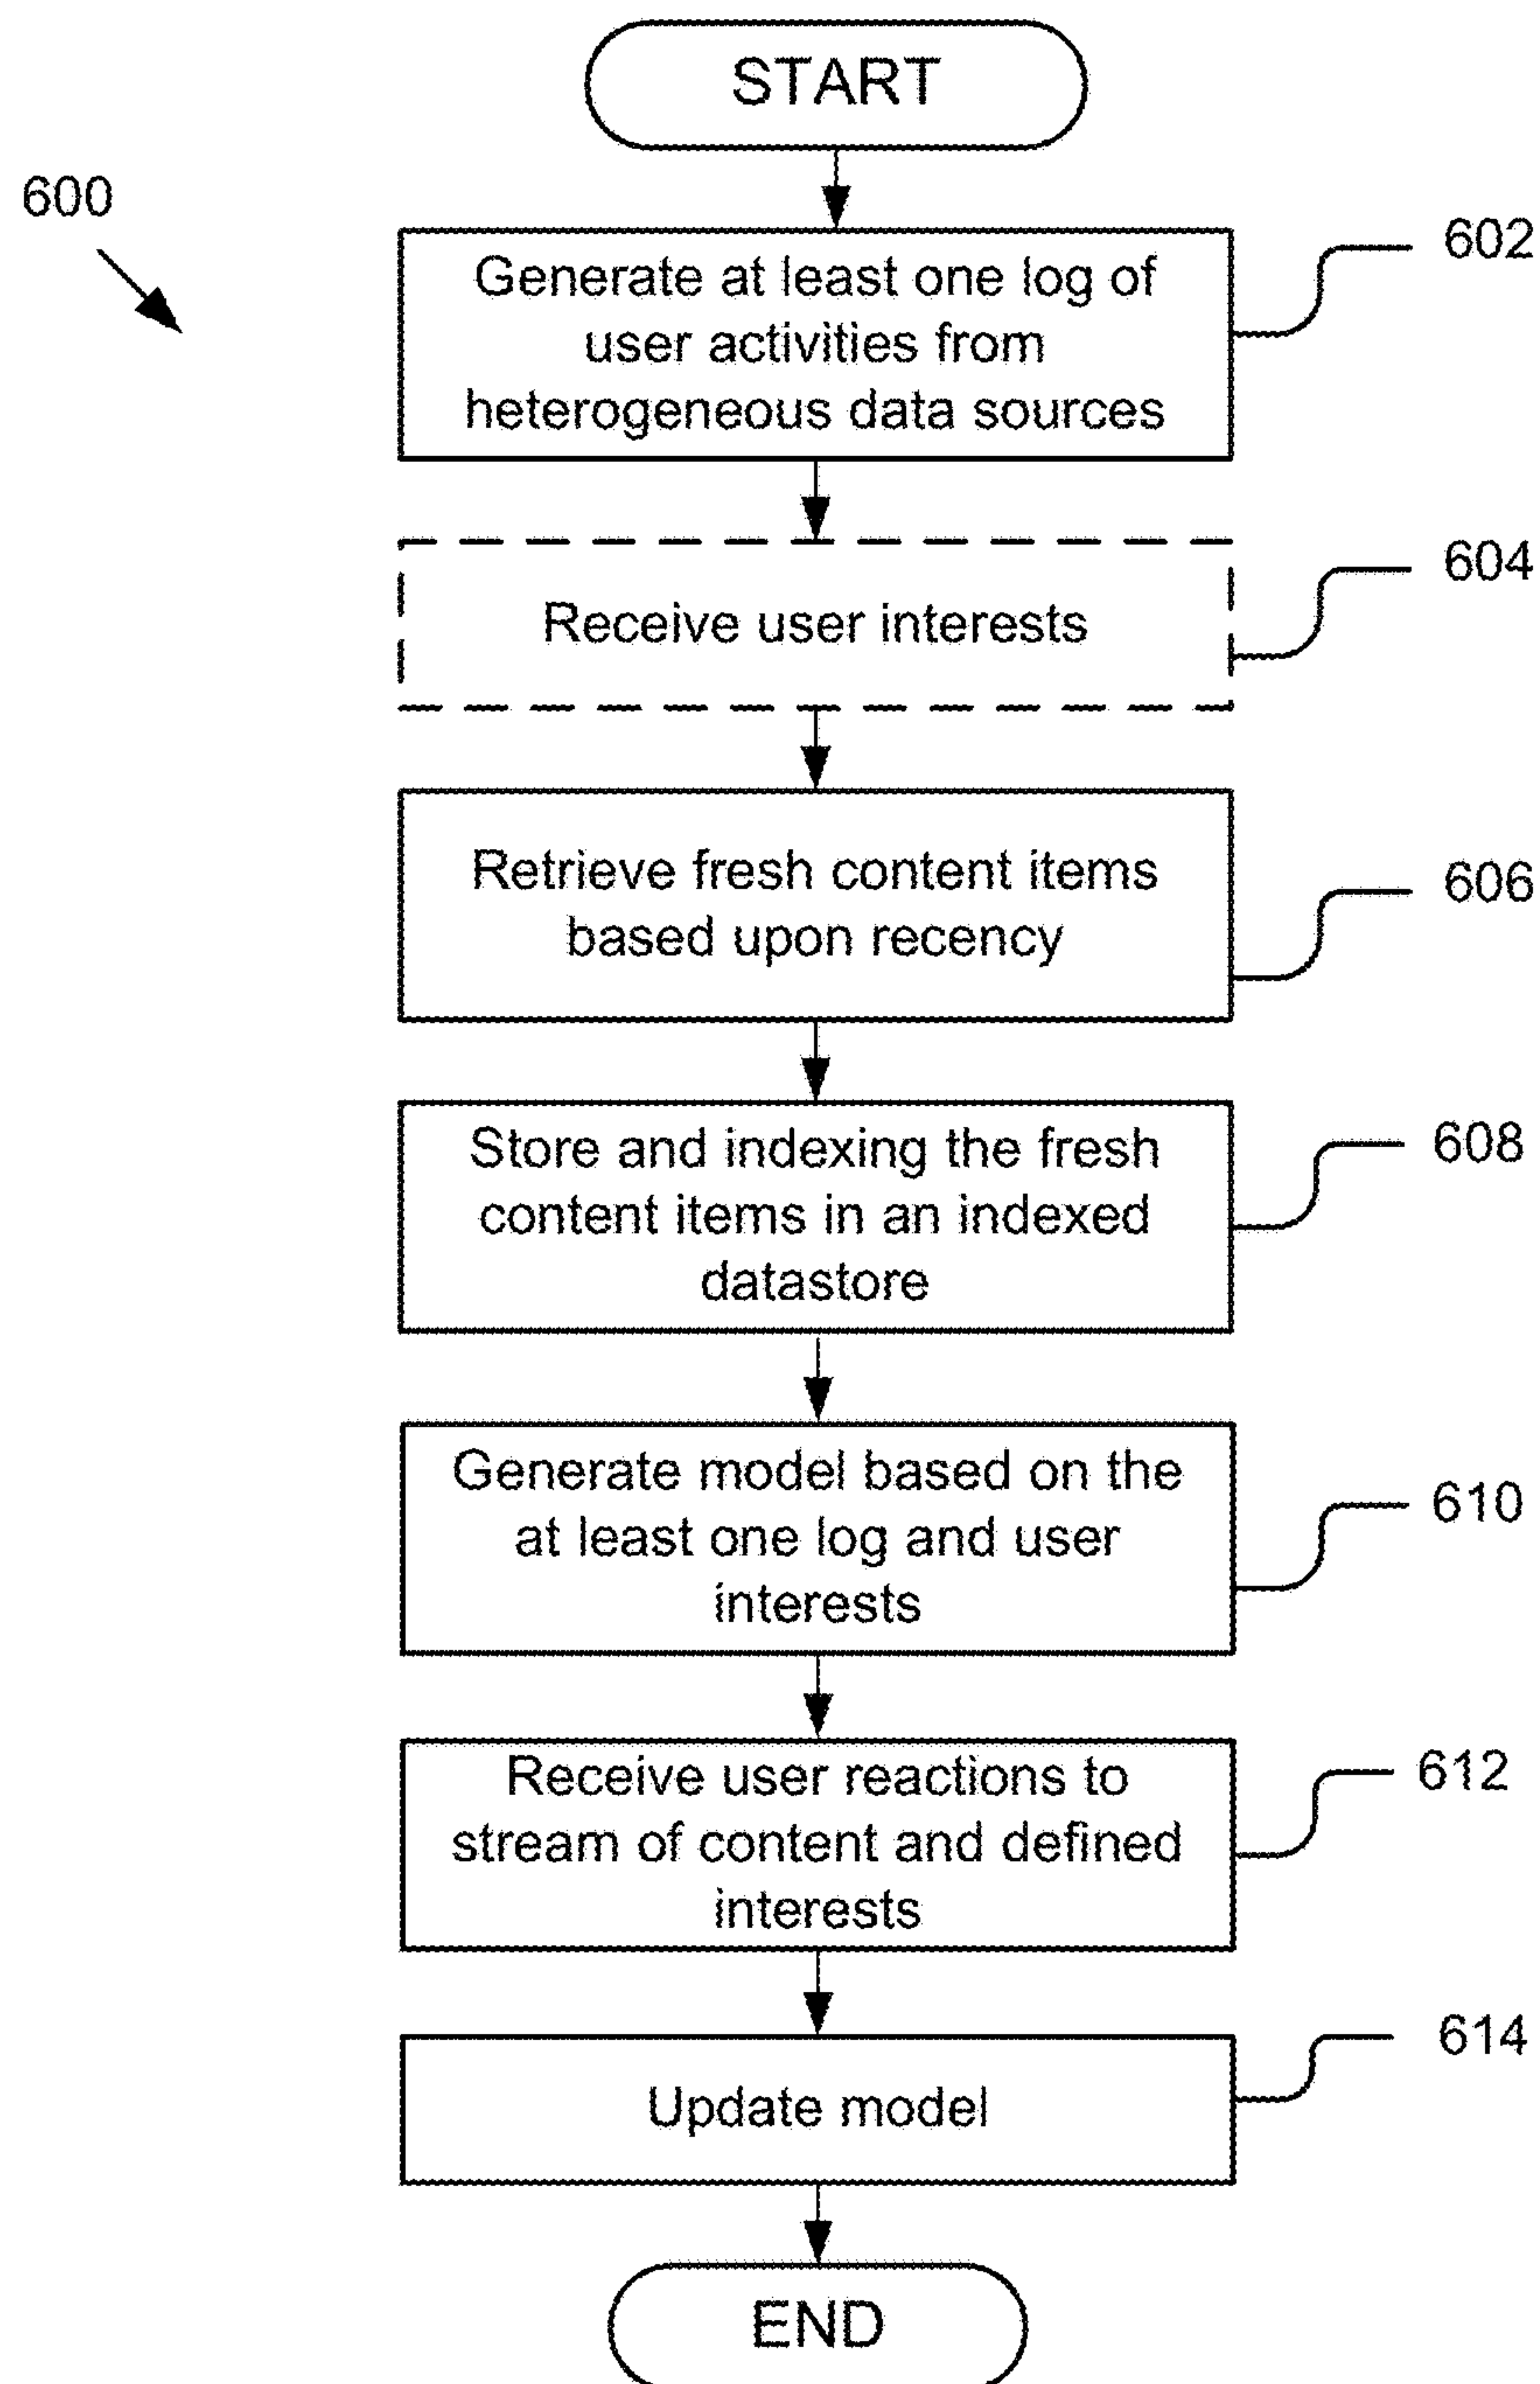 START
600
602
Generate at least one log of
user activities from
heterogeneous data sources
604
Receive user interests
606
Retrieve fresh content items
based upon recency
608
Store and indexing the fresh
content items in an indexed
datastore
610
Generate model based on the
at least one log and user
interests
612
Receive user reactions to
stream of content and defined
interests
614
Update model
END